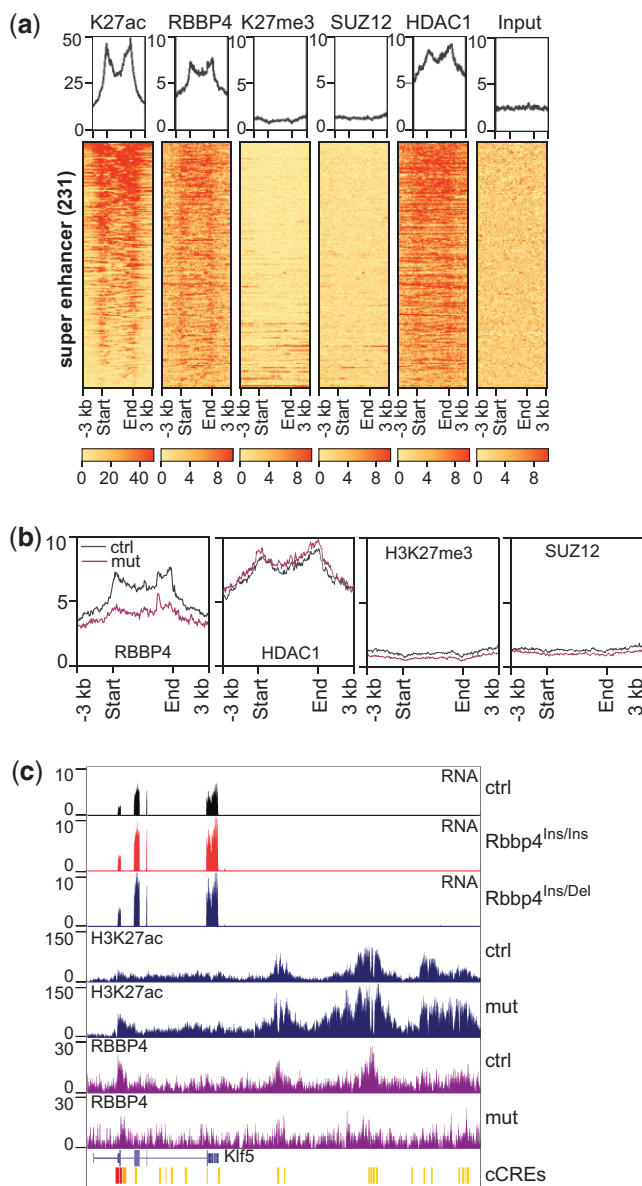 (a)
K27ac RBBP4 K27me3 SUZ12 HDAC1 Input
50 10 10 10 10 10
25 5 5 5 5 5
0 0 0 0 0 0
super enhancer (231)
-3 kb Start End 3 kb -3 kb Start End 3 kb -3 kb Start End 3 kb -3 kb Start End 3 kb -3 kb Start End 3 kb -3 kb Start End 3 kb
0 20 40 0 4 8 0 4 8 0 4 8 0 4 8 0 4 8
(b)
10
5
0
ctrl
mut
RBBP4
HDAC1
H3K27me3
SUZ12
-3 kb Start End 3 kb -3 kb Start End 3 kb -3 kb Start End 3 kb -3 kb Start End 3 kb
(c)
10 RNA ctrl
0
10 RNA Rbbp4Ins/Ins
0
10 RNA Rbbp4Ins/Del
0
150 H3K27ac ctrl
0
150 H3K27ac mut
0
30 RBBP4 ctrl
0
30 RBBP4 mut
0
Klf5
cCREs